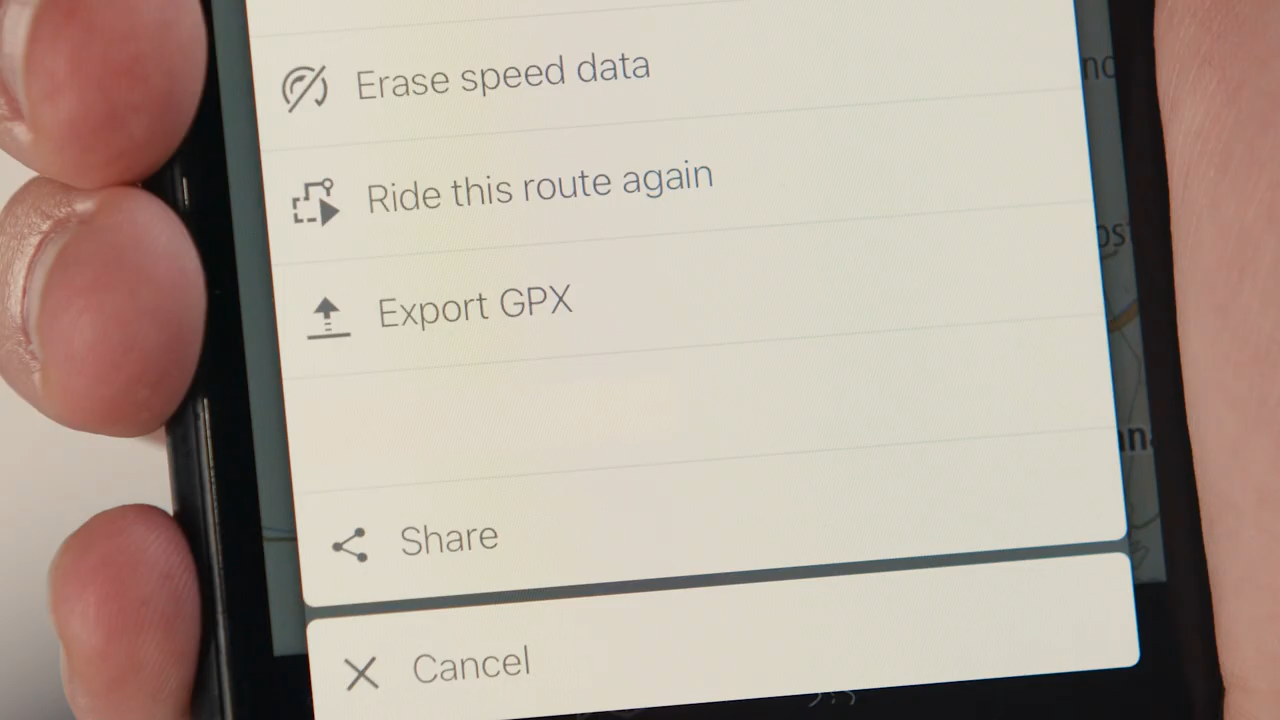 Erase speed data
Ride this route again
Export GPX
Share
Cancel